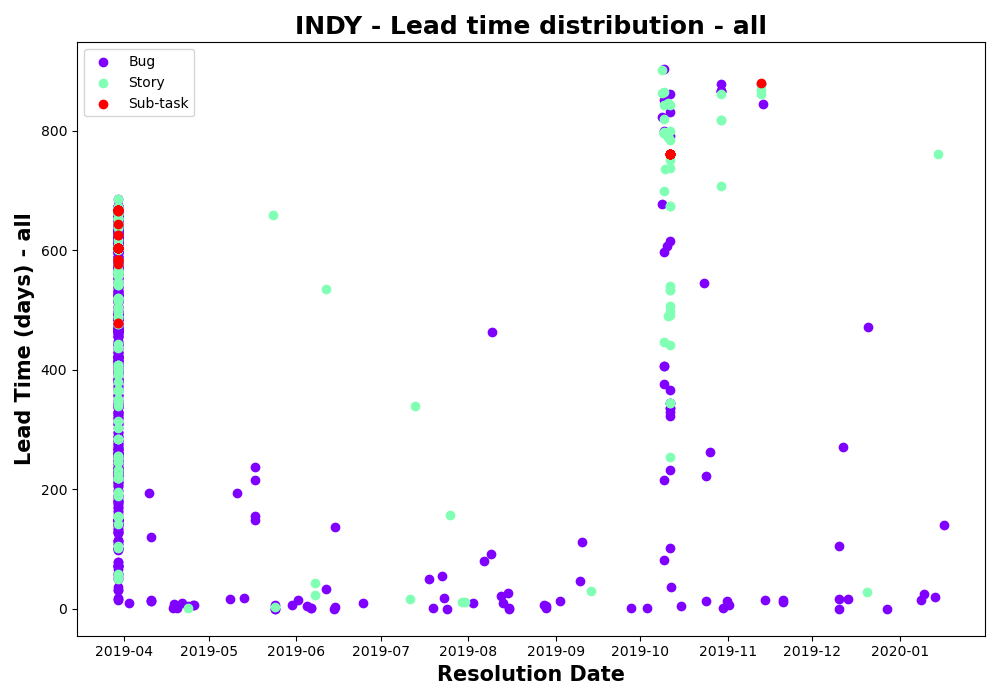 INDY - Lead time distribution - all
Bug
Story
Sub-task
800
600
400
200
0
Lead Time (days) - all
2019-04 2019-05 2019-06 2019-07 2019-08 2019-09 2019-10 2019-11 2019-12 2020-01
Resolution Date